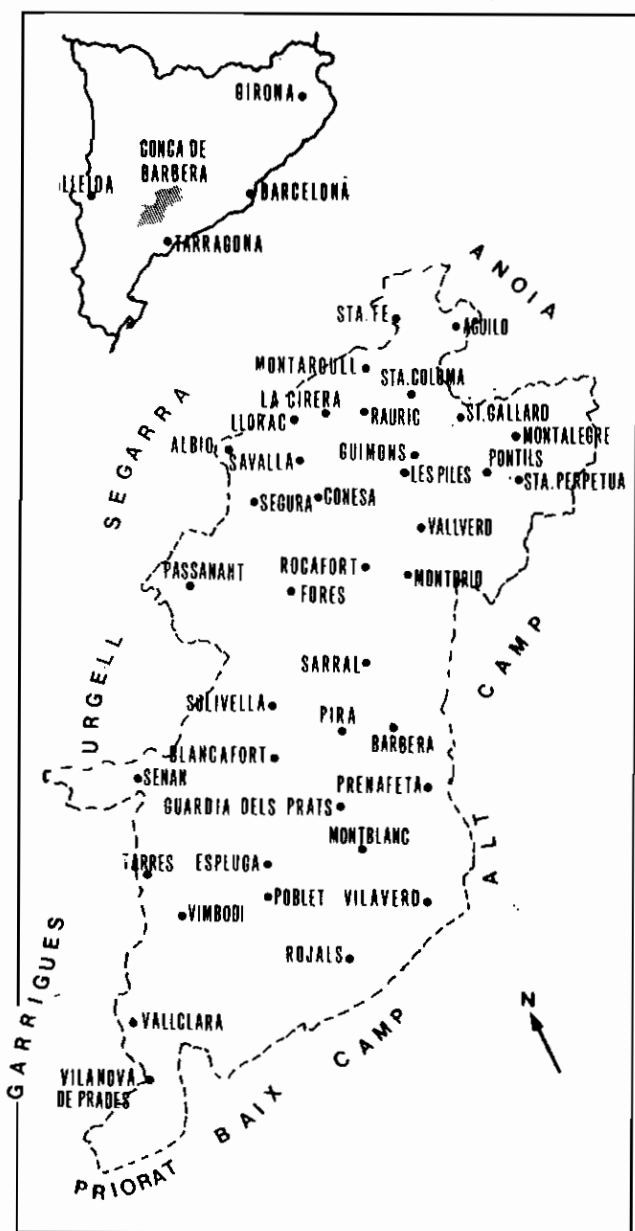 GIRONA
CONCA DE
BARBERA
LLEIDA
BARCELONA
TARRAGONA
ANOIA
STA. FE
AGUILO
MONTARGULL
STA. COLOMA
LA CIRERA
LLORAC
RAURIC
ST. GALLARD
MONTALEGRE
ALBIO
SAVALLA
GUIMONS
LES PILES
PONTILS
STA. PERPETUA
SEGARRA
SEGURA
CONESA
VALLVERD
PASSANANT
ROCAFORT
FORES
MONTBRIO
SARRAL
URGELL
SOLIVELLA
PIRA
BARBERA
BLANCAFORT
SENAN
PRENAFETA
GUARDIA DELS PRATS
MONTBLANC
ALT CAMP
TARRES
ESPLUGA
POBLET
VILAVERD
VIMBODI
ROJALS
GARRIGUES
N
VALLCLARA
VILANOVA
DE PRADES
BAIX CAMP
PRIORAT